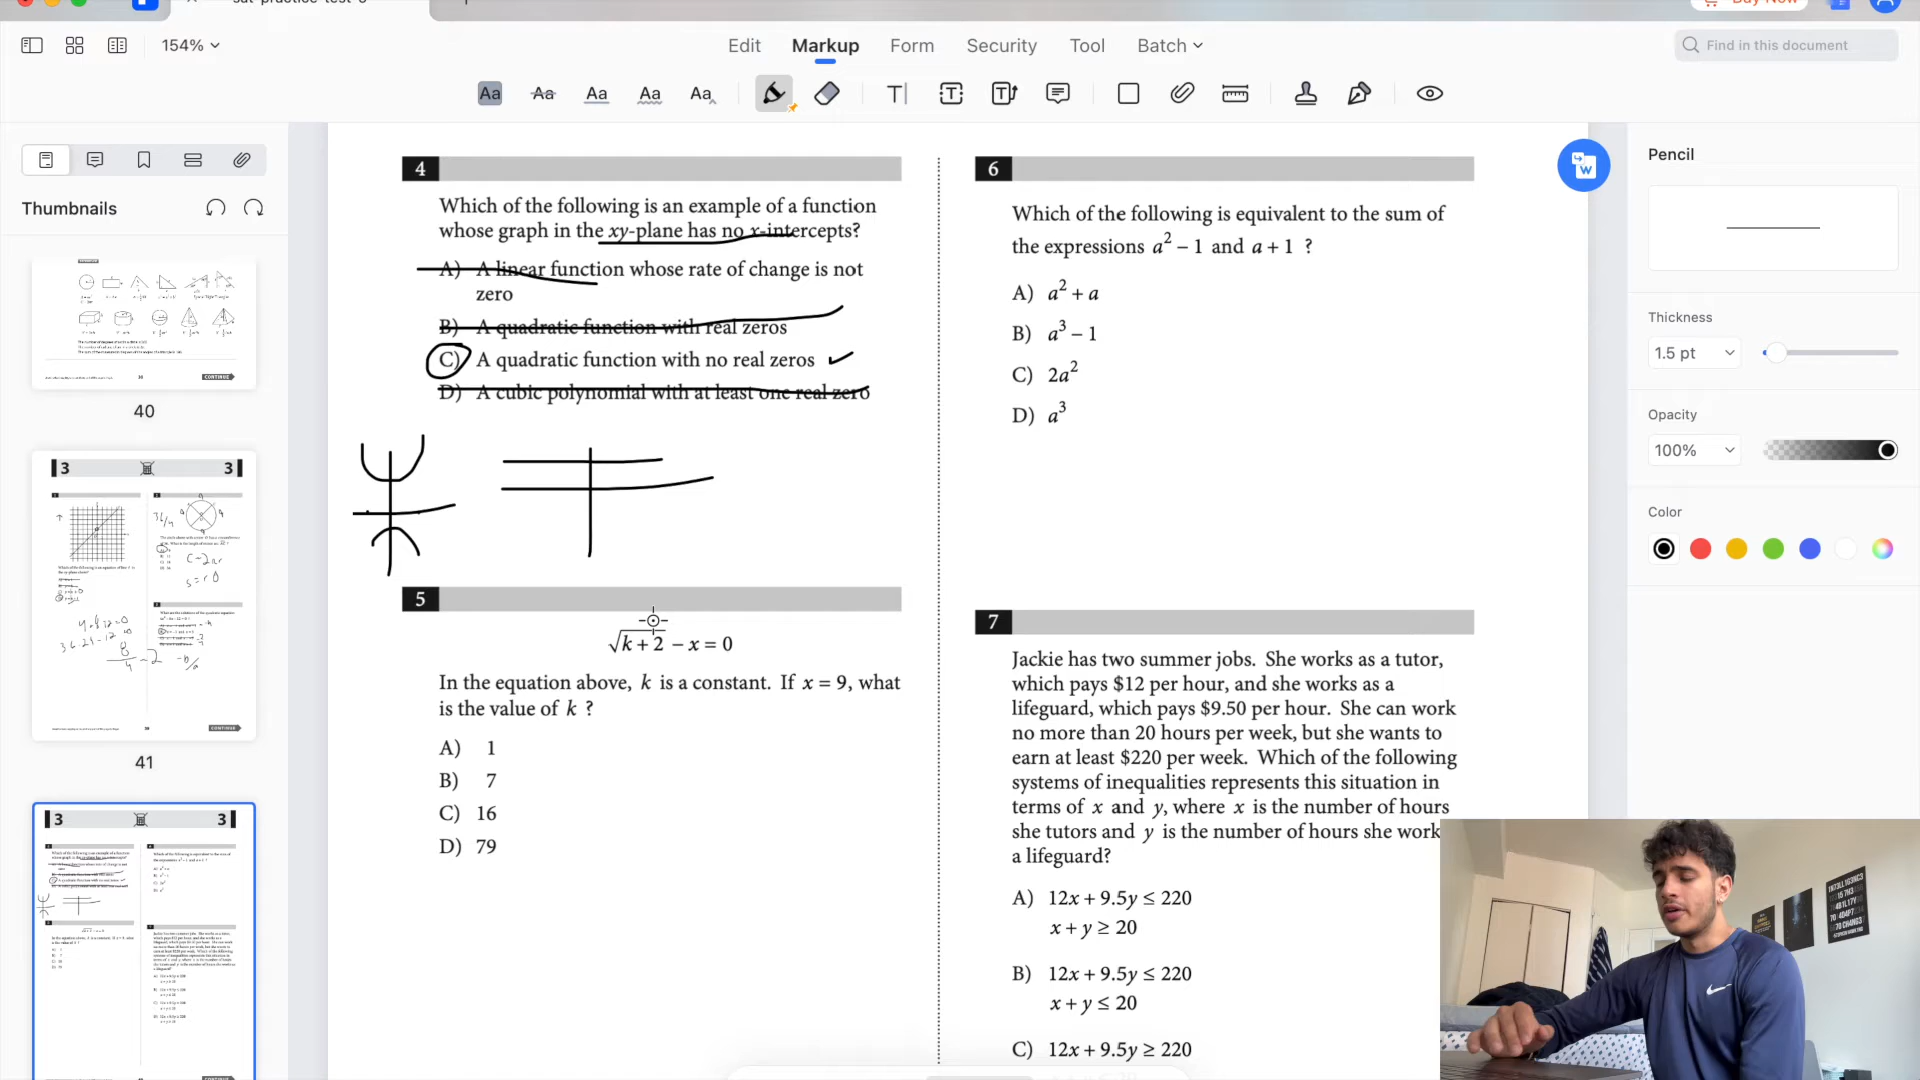 Buy Now
154%
Edit
Markup
Form
Security
Tool
Batch
Find in this document
Aa
Aa
Aa
Aa
Aa
Thumbnails
40
3 3
CONTINUE
41
3 3
4
Which of the following is an example of a function
whose graph in the xy-plane has no x-intercepts?
A) A linear function whose rate of change is not
zero
B) A quadratic function with real zeros
C) A quadratic function with no real zeros
D) A cubic polynomial with at least one real zero
5
√k + 2 − x = 0
In the equation above, k is a constant. If x = 9, what
is the value of k ?
A) 1
B) 7
C) 16
D) 79
6
Which of the following is equivalent to the sum of
the expressions a² − 1 and a + 1 ?
A) a² + a
B) a³ − 1
C) 2a²
D) a³
7
Jackie has two summer jobs. She works as a tutor,
which pays $12 per hour, and she works as a
lifeguard, which pays $9.50 per hour. She can work
no more than 20 hours per week, but she wants to
earn at least $220 per week. Which of the following
systems of inequalities represents this situation in
terms of x and y, where x is the number of hours
she tutors and y is the number of hours she work
a lifeguard?
A) 12x + 9.5y ≤ 220
x + y ≥ 20
B) 12x + 9.5y ≤ 220
x + y ≤ 20
C) 12x + 9.5y ≥ 220
Pencil
Thickness
1.5 pt
Opacity
100%
Color